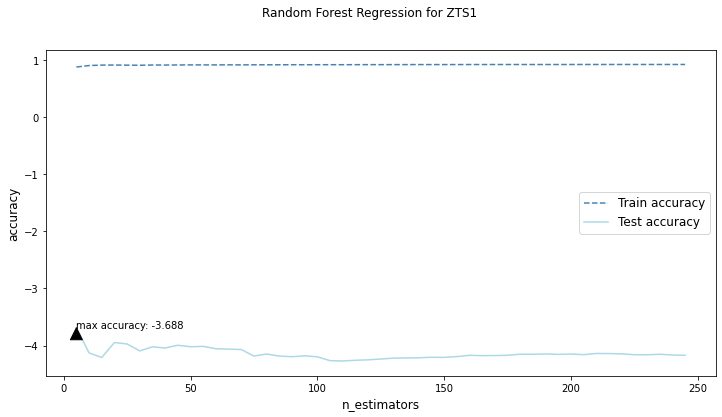 Random Forest Regression for ZTS1
1
0
−1
−2
−3
−4
accuracy
Train accuracy
Test accuracy
max accuracy: -3.688
0
50
100
150
200
250
n_estimators